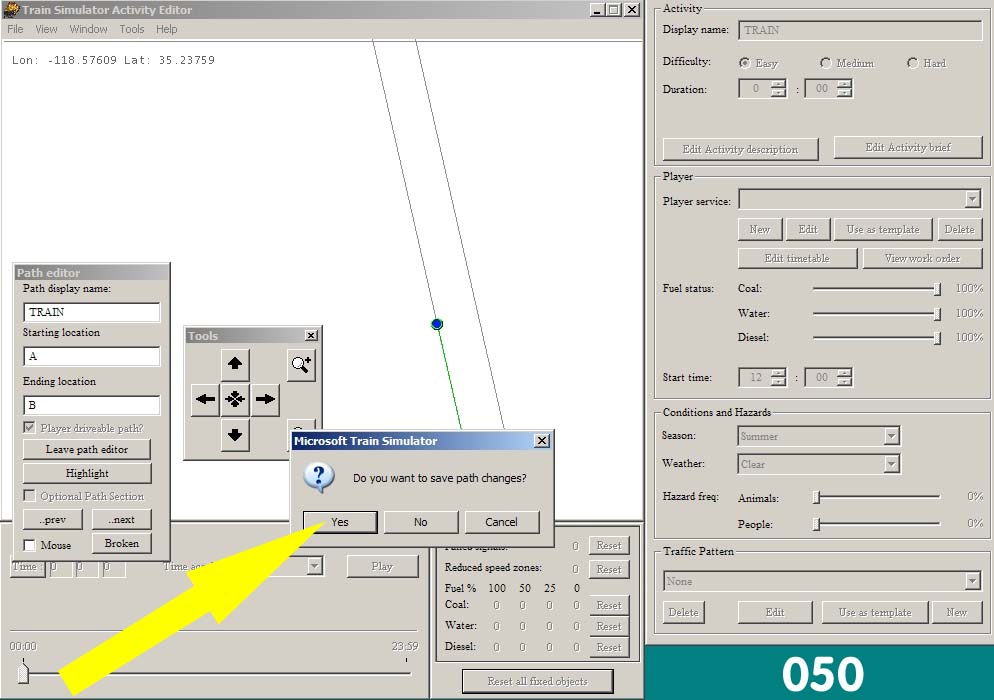 Train Simulator Activity Editor
File View Window Tools Help
Lon: -118.57609 Lat: 35.23759
Path editor
Path display name:
TRAIN
Starting location
A
Ending location
B
Player driveable path?
Leave path editor
Highlight
Optional Path Section
..prev ..next
Mouse Broken
Tools
Microsoft Train Simulator
Do you want to save path changes?
Yes No Cancel
Time : 0 0 0 Play
00:00 23:59
0 Reset
Reduced speed zones: 0 Reset
Fuel % 100 50 25 0
Coal: 0 0 0 0 Reset
Water: 0 0 0 0 Reset
Diesel: 0 0 0 0 Reset
Reset all fixed objects
Activity
Display name: TRAIN
Difficulty: Easy Medium Hard
Duration: 0 : 00
Edit Activity description Edit Activity brief
Player
Player service:
New Edit Use as template Delete
Edit timetable View work order
Fuel status: Coal: 100%
Water: 100%
Diesel: 100%
Start time: 12 : 00
Conditions and Hazards
Season: Summer
Weather: Clear
Hazard freq: Animals: 0%
People: 0%
Traffic Pattern
None
Delete Edit Use as template New
050